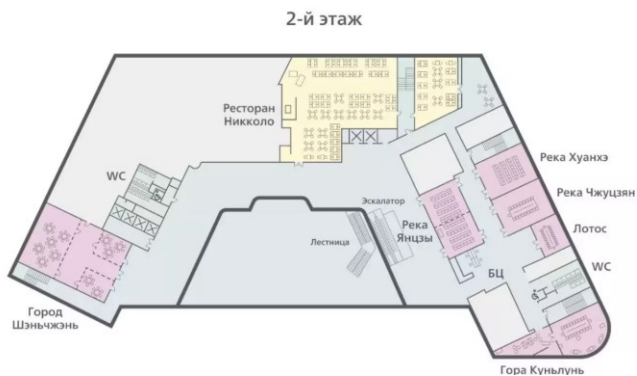 2-й этаж
Ресторан
Никколо
WC
Река Хуанхэ
Река Чжуцзян
Эскалатор
Река
Янцзы
Лотос
Лестница
WC
БЦ
Город
Шэньчжэнь
Гора Куньлунь